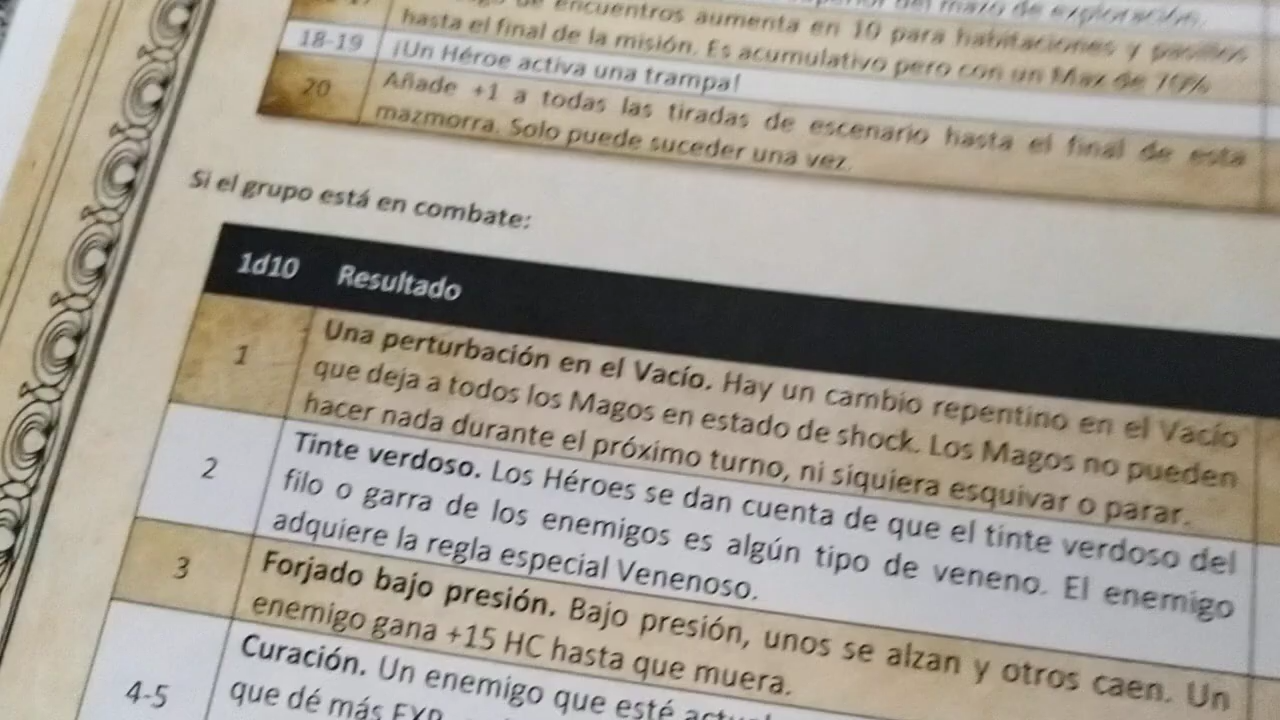 de encuentros aumenta en 10 para habitaciones y pasillos
hasta el final de la misión. Es acumulativo pero con un Max de 70%
18-19 ¡Un Héroe activa una trampa!
20 Añade +1 a todas las tiradas de escenario hasta el final de esta
mazmorra. Solo puede suceder una vez.
Si el grupo está en combate:
1d10 Resultado
1 Una perturbación en el Vacío. Hay un cambio repentino en el Vacío
que deja a todos los Magos en estado de shock. Los Magos no pueden
hacer nada durante el próximo turno, ni siquiera esquivar o parar.
2 Tinte verdoso. Los Héroes se dan cuenta de que el tinte verdoso del
filo o garra de los enemigos es algún tipo de veneno. El enemigo
adquiere la regla especial Venenoso.
3 Forjado bajo presión. Bajo presión, unos se alzan y otros caen. Un
enemigo gana +15 HC hasta que muera.
4-5 Curación. Un enemigo que esté
que dé más